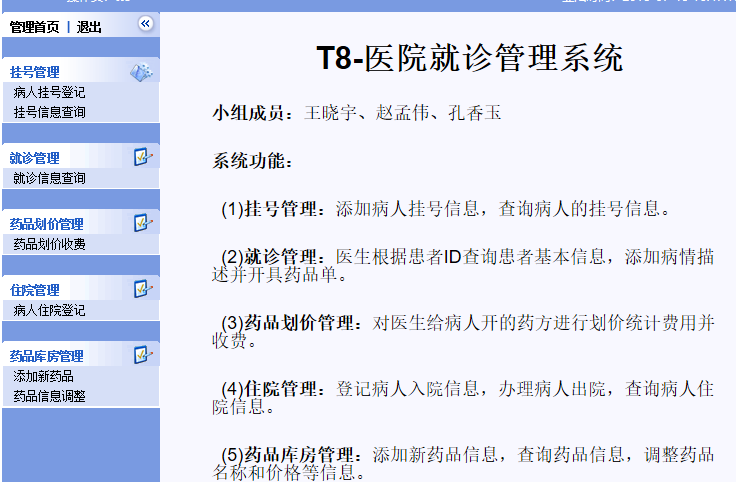 管理首页 | 退出
挂号管理
病人挂号登记
挂号信息查询
就诊管理
就诊信息查询
药品划价管理
药品划价收费
住院管理
病人住院登记
药品库房管理
添加新药品
药品信息调整
T8-医院就诊管理系统
小组成员：王晓宇、赵孟伟、孔香玉
系统功能：
(1)挂号管理：添加病人挂号信息，查询病人的挂号信息。
(2)就诊管理：医生根据患者ID查询患者基本信息，添加病情描
述并开具药品单。
(3)药品划价管理：对医生给病人开的药方进行划价统计费用并
收费。
(4)住院管理：登记病人入院信息，办理病人出院，查询病人住
院信息。
(5)药品库房管理：添加新药品信息，查询药品信息，调整药品
名称和价格等信息。